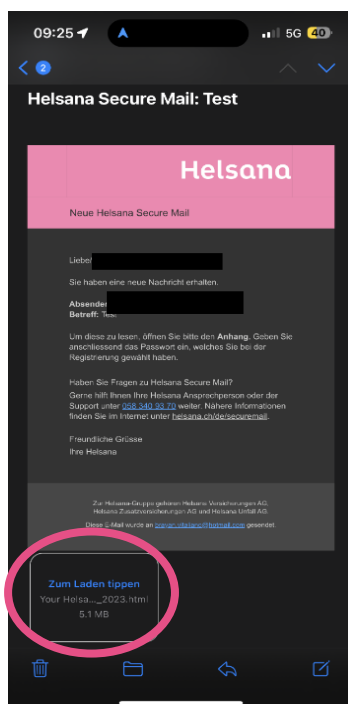 09:25
5G 40
2
Helsana Secure Mail: Test
Helsana
Neue Helsana Secure Mail
Liebe
Sie haben eine neue Nachricht erhalten.
Absender
Betreff: Test
Um diese zu lesen, öffnen Sie bitte den Anhang. Geben Sie
anschliessend das Passwort ein, welches Sie bei der
Registrierung gewählt haben.
Haben Sie Fragen zu Helsana Secure Mail?
Gerne hilft Ihnen Ihre Helsana Ansprechperson oder der
Support unter 058 340 93 70 weiter. Nähere Informationen
finden Sie im Internet unter helsana.ch/de/securemail.
Freundliche Grüsse
Ihre Helsana
Zur Helsana-Gruppe gehören Helsana Versicherungen AG,
Helsana Zusatzversicherungen AG und Helsana Unfall AG.
Diese E-Mail wurde an gesendet.
Zum Laden tippen
Your Helsa..._2023.html
5.1 MB